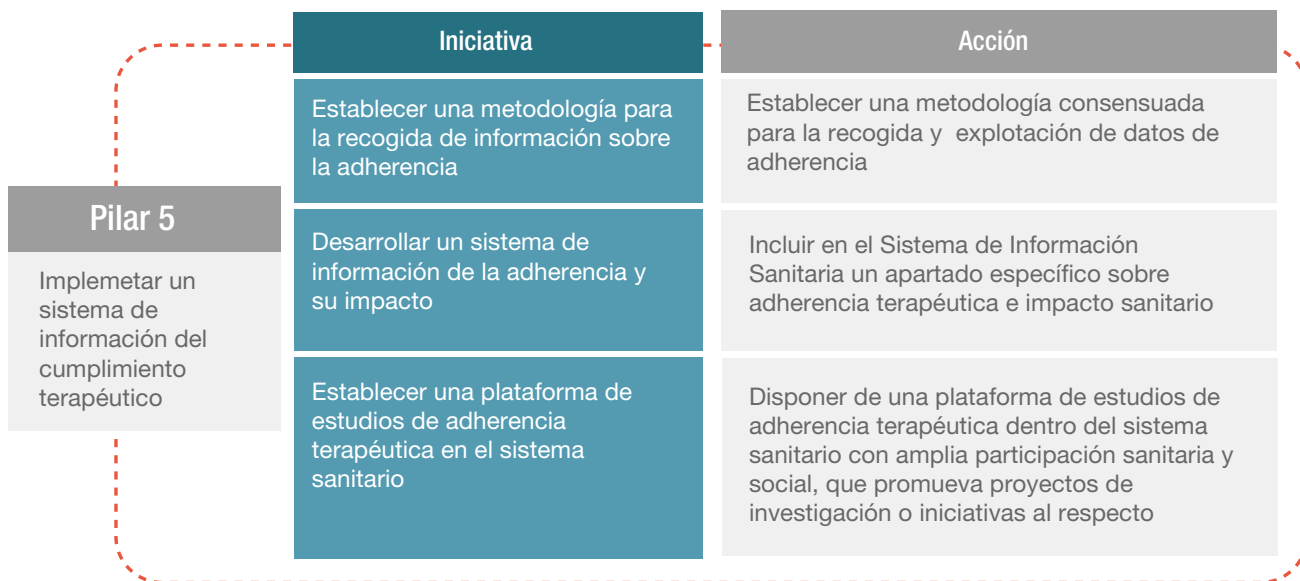 Iniciativa
Acción
Pilar 5
Implemetar un
sistema de
información del
cumplimiento
terapéutico
Establecer una metodología para
la recogida de información sobre
la adherencia
Establecer una metodología consensuada
para la recogida y explotación de datos de
adherencia
Desarrollar un sistema de
información de la adherencia y
su impacto
Incluir en el Sistema de Información
Sanitaria un apartado específico sobre
adherencia terapéutica e impacto sanitario
Establecer una plataforma de
estudios de adherencia
terapéutica en el sistema
sanitario
Disponer de una plataforma de estudios de
adherencia terapéutica dentro del sistema
sanitario con amplia participación sanitaria y
social, que promueva proyectos de
investigación o iniciativas al respecto